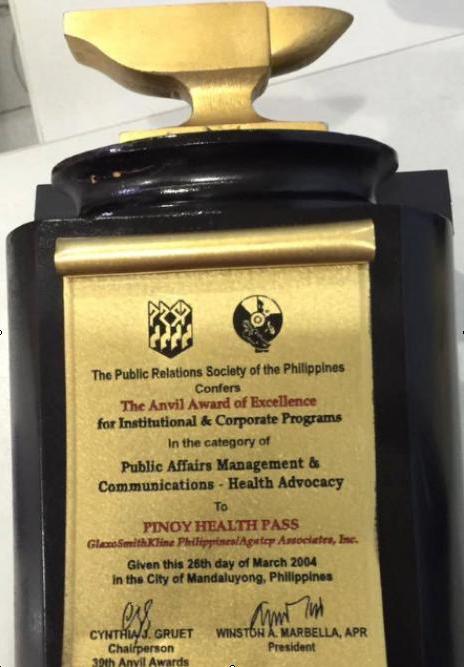 The Public Relations Society of the Philippines
Confers
The Anvil Award of Excellence
for Institutional & Corporate Programs
In the category of
Public Affairs Management &
Communications - Health Advocacy
To
PINOY HEALTH PASS
GlaxoSmithKline Philippines/Agatep Associates, Inc.
Given this 26th day of March 2004
in the City of Mandaluyong, Philippines
CYNTHIA J. GRUET WINSTON A. MARBELLA, APR
Chairperson President
39th Anvil Awards